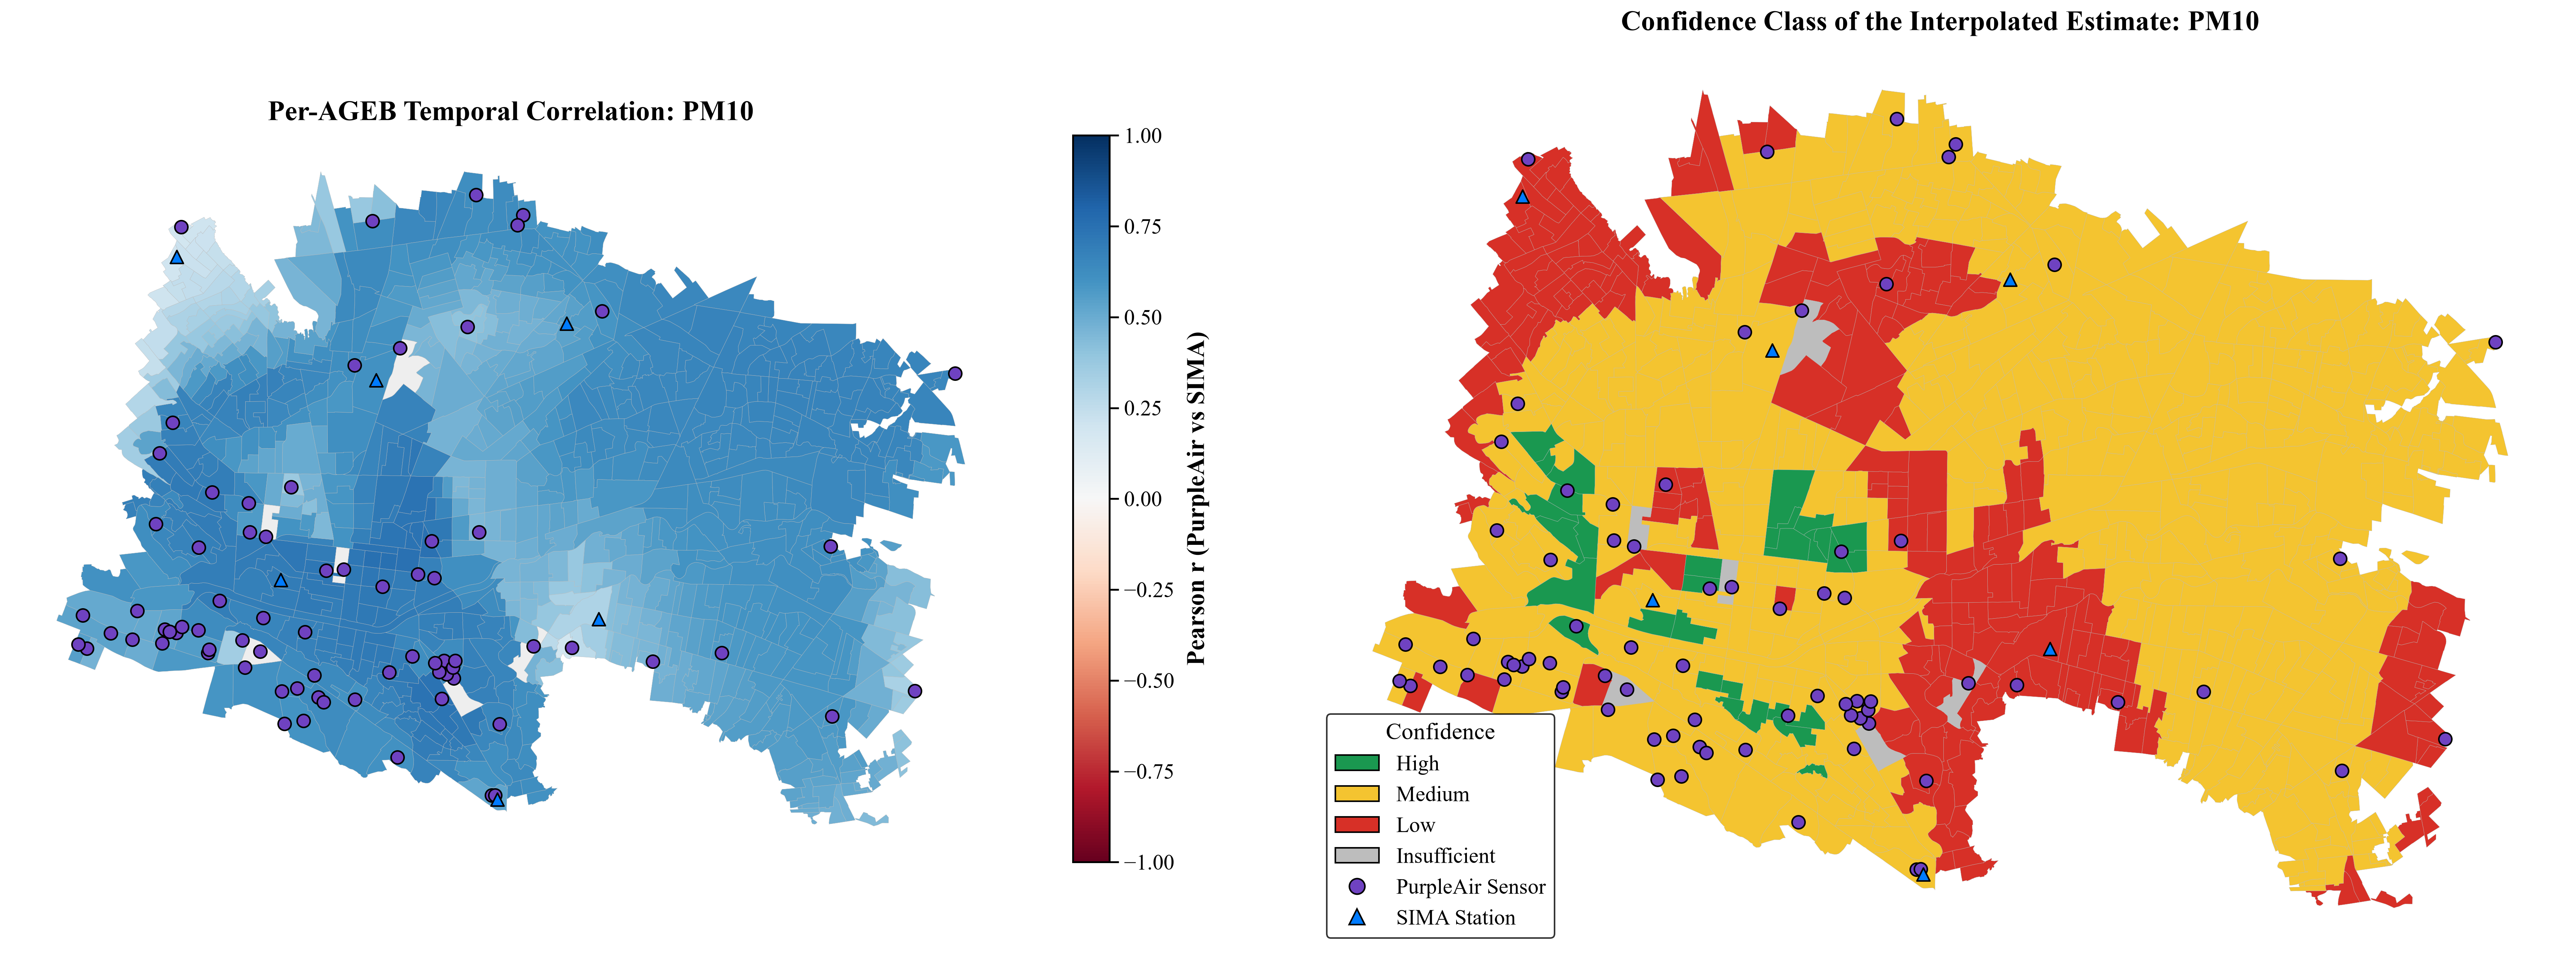 Per-AGEB Temporal Correlation: PM10
1.00
0.75
0.50
0.25
0.00
−0.25
−0.50
−0.75
−1.00
Pearson r (PurpleAir vs SIMA)
Confidence Class of the Interpolated Estimate: PM10
Confidence
High
Medium
Low
Insufficient
PurpleAir Sensor
SIMA Station